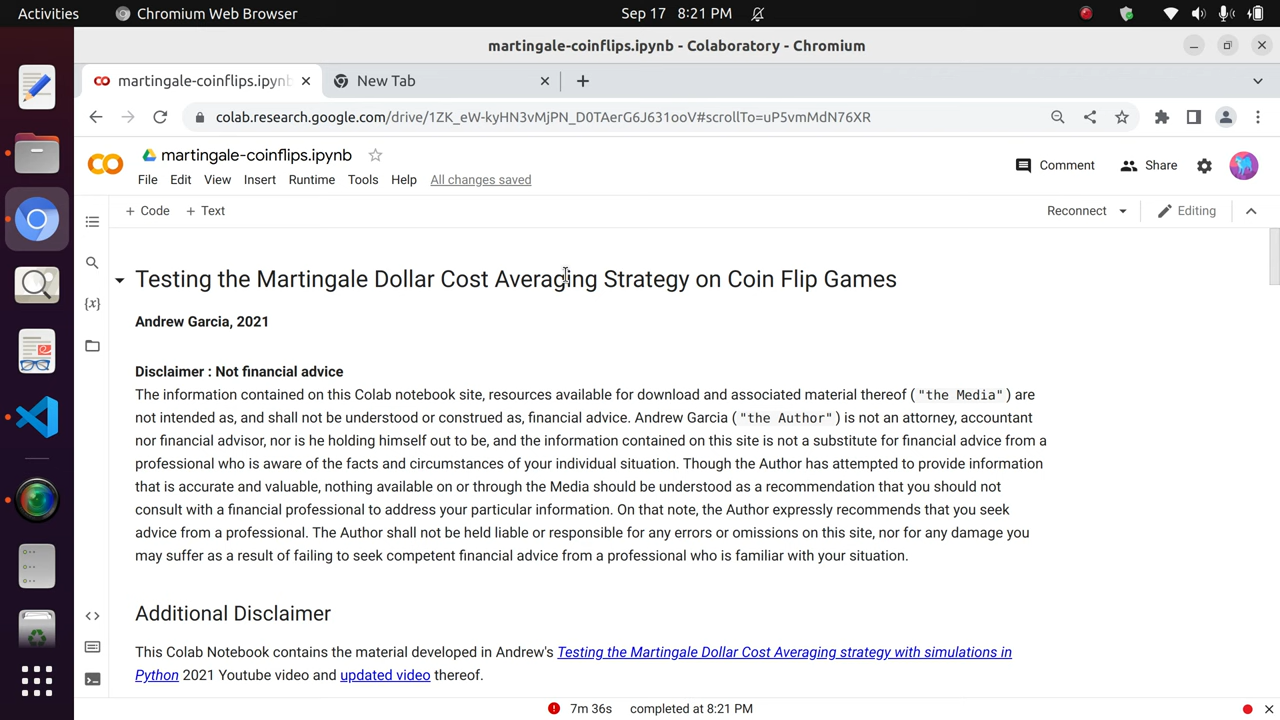 Activities
Chromium Web Browser
Sep 17 8:21 PM
martingale-coinflips.ipynb - Colaboratory - Chromium
martingale-coinflips.ipynb
New Tab
colab.research.google.com/drive/1ZK_eW-kyHN3vMjPN_D0TAerG6J631ooV#scrollTo=uP5vmMdN76XR
martingale-coinflips.ipynb
File Edit View Insert Runtime Tools Help All changes saved
Comment
Share
+ Code + Text
Reconnect
Editing
Testing the Martingale Dollar Cost Averaging Strategy on Coin Flip Games
Andrew Garcia, 2021
Disclaimer : Not financial advice
The information contained on this Colab notebook site, resources available for download and associated material thereof ("the Media") are
not intended as, and shall not be understood or construed as, financial advice. Andrew Garcia ("the Author") is not an attorney, accountant
nor financial advisor, nor is he holding himself out to be, and the information contained on this site is not a substitute for financial advice from a
professional who is aware of the facts and circumstances of your individual situation. Though the Author has attempted to provide information
that is accurate and valuable, nothing available on or through the Media should be understood as a recommendation that you should not
consult with a financial professional to address your particular information. On that note, the Author expressly recommends that you seek
advice from a professional. The Author shall not be held liable or responsible for any errors or omissions on this site, nor for any damage you
may suffer as a result of failing to seek competent financial advice from a professional who is familiar with your situation.
Additional Disclaimer
This Colab Notebook contains the material developed in Andrew's Testing the Martingale Dollar Cost Averaging strategy with simulations in
Python 2021 Youtube video and updated video thereof.
7m 36s completed at 8:21 PM